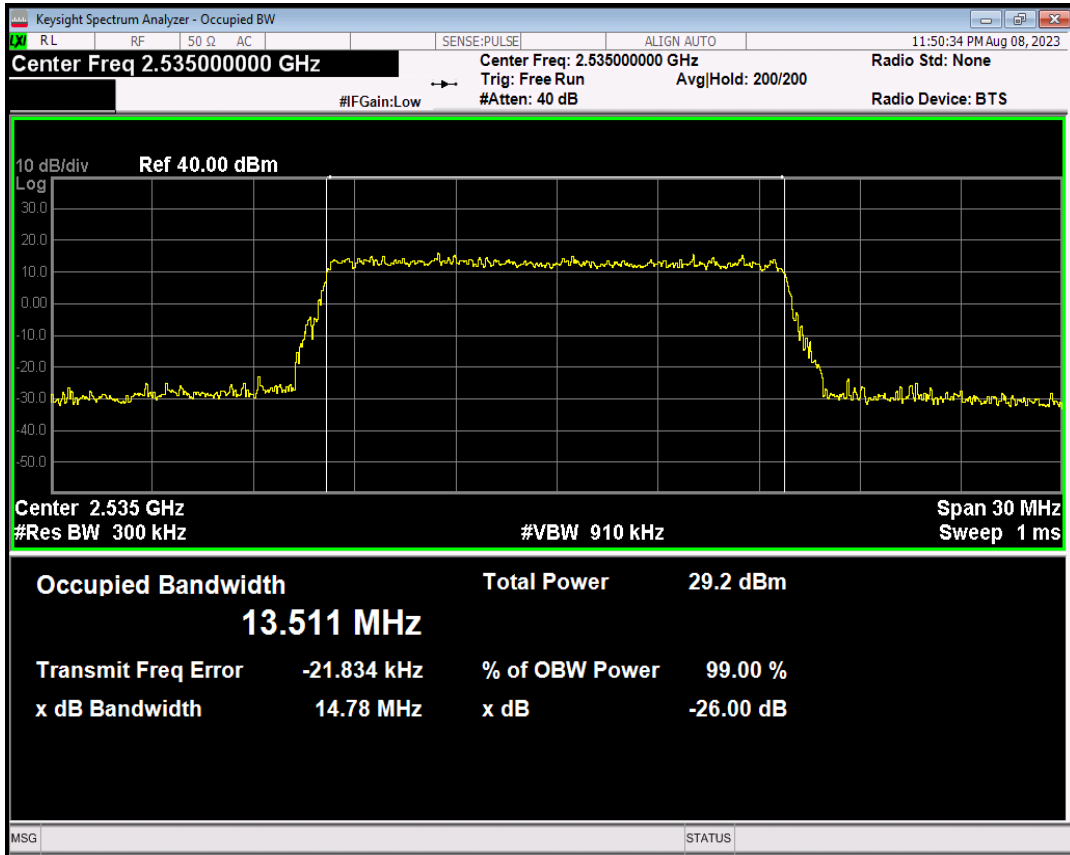 Keysight Spectrum Analyzer - Occupied BW
LXI RL RF 50 Ω AC SENSE:PULSE ALIGN AUTO 11:50:34 PM Aug 08, 2023
Center Freq 2.535000000 GHz Center Freq: 2.535000000 GHz Radio Std: None
Trig: Free Run Avg|Hold: 200/200
#IFGain:Low #Atten: 40 dB Radio Device: BTS
10 dB/div Ref 40.00 dBm
Log
30.0
20.0
10.0
0.00
-10.0
-20.0
-30.0
-40.0
-50.0
Center 2.535 GHz Span 30 MHz
#Res BW 300 kHz #VBW 910 kHz Sweep 1 ms
Occupied Bandwidth Total Power 29.2 dBm
13.511 MHz
Transmit Freq Error -21.834 kHz % of OBW Power 99.00 %
x dB Bandwidth 14.78 MHz x dB -26.00 dB
MSG STATUS